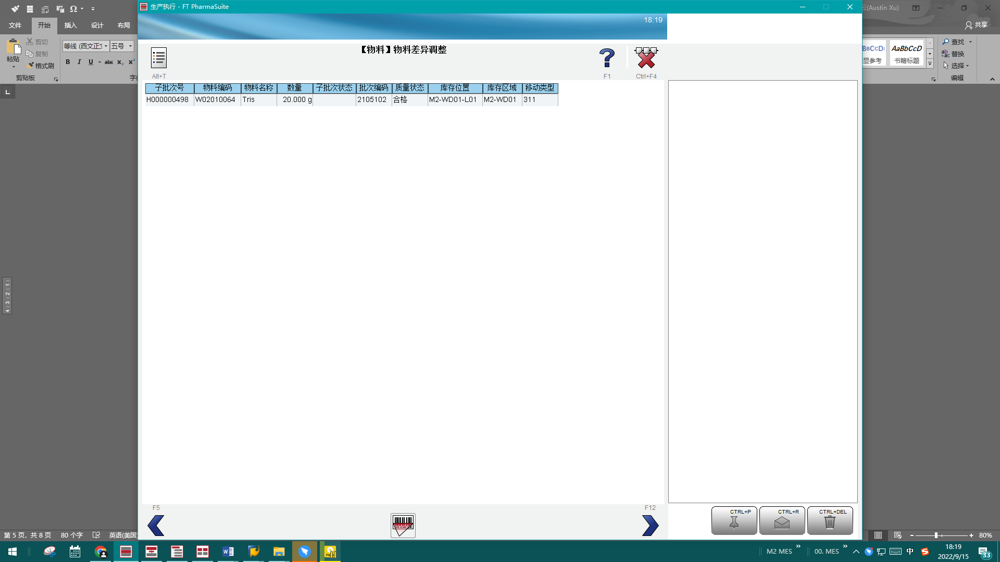 生产执行 - FT PharmaSuite
(Austin Xu)
文件 开始 插入 设计 布局
共享
18:19
剪切
复制
粘贴
格式刷
剪贴板
等线 (西文正文
五号
B I U abc X₂ X²
【物料】物料差异调整
Alt+T
F1
Ctrl+F4
显参考
AaBbCcD
书籍标题
查找
替换
选择
编辑
子批次号 物料编码 物料名称 数量 子批次状态 批次编码 质量状态 库存位置 库存区域 移动类型
H000000498 W02010064 Tris 20.000 g 2105102 合格 M2-WD01-L01 M2-WD01 311
L
1
2
3
4
F5
F12
CTRL+P
CTRL+R
CTRL+DEL
第 5 页，共 8 页 80 个字 英语(美国)
80%
M2 MES
00. MES
中
18:19
2022/9/15
33